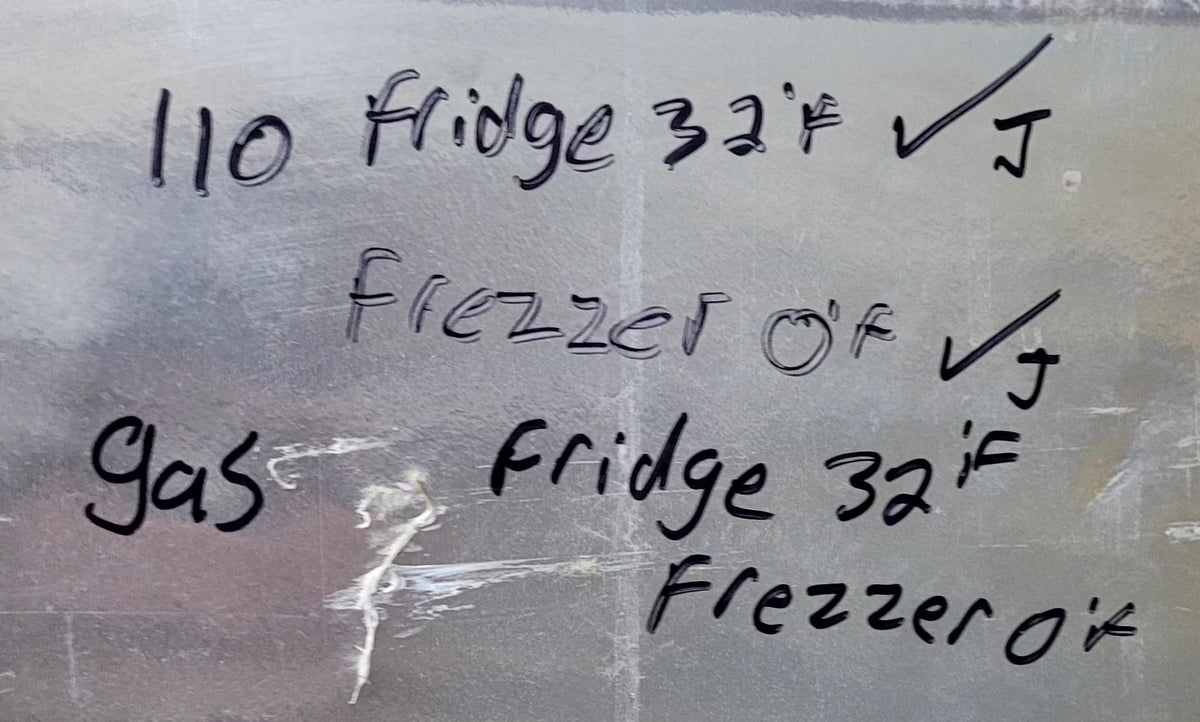 110 fridge 32°F ✓ J
frezzer 0°F ✓ J
gas fridge 32°F
frezzer 0°F